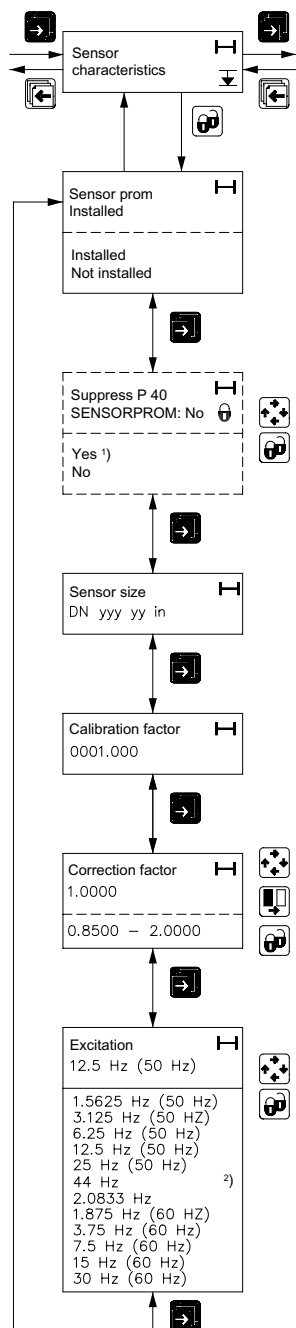 Sensor
characteristics
Sensor prom
Installed
Installed
Not installed
Suppress P 40
SENSORPROM: No
Yes ¹)
No
Sensor size
DN yyy yy in
Calibration factor
0001.000
Correction factor
1.0000
0.8500 – 2.0000
Excitation
12.5 Hz (50 Hz)
1.5625 Hz (50 Hz)
3.125 Hz (50 HZ)
6.25 Hz (50 Hz)
12.5 Hz (50 Hz)
25 Hz (50 Hz)
44 Hz ²)
2.0833 Hz
1.875 Hz (60 HZ)
3.75 Hz (60 Hz)
7.5 Hz (60 Hz)
15 Hz (60 Hz)
30 Hz (60 Hz)